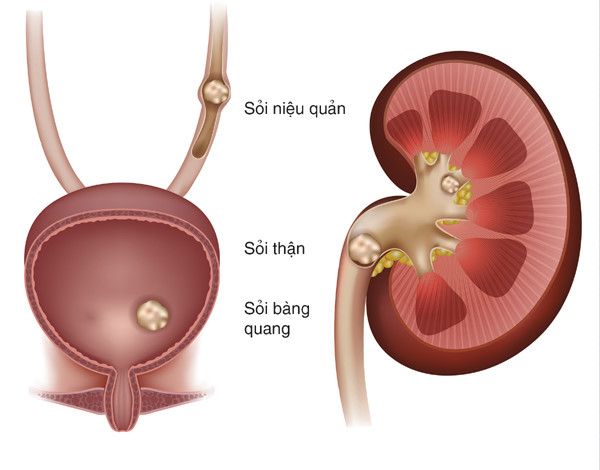 Sỏi niệu quản
Sỏi thận
Sỏi bàng
quang